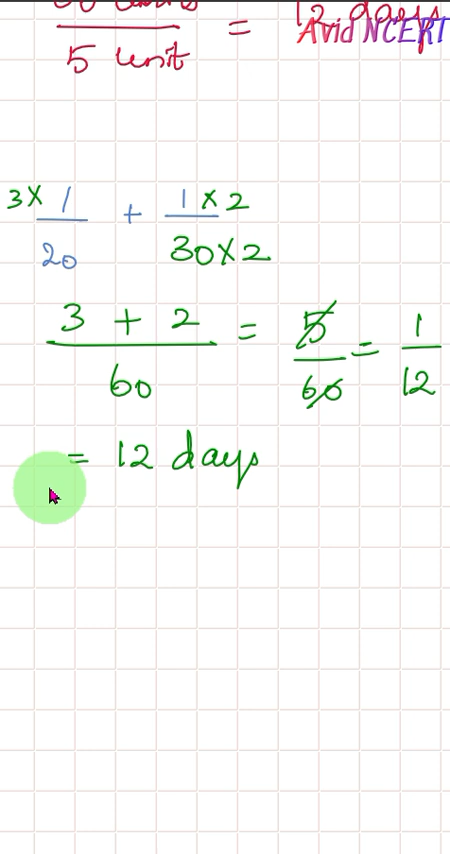 = 12 days
5 unit
Avid NCERT
3 × 1 + 1 × 2
20 30×2
3 + 2 = 5 = 1
60 60 12
= 12 days